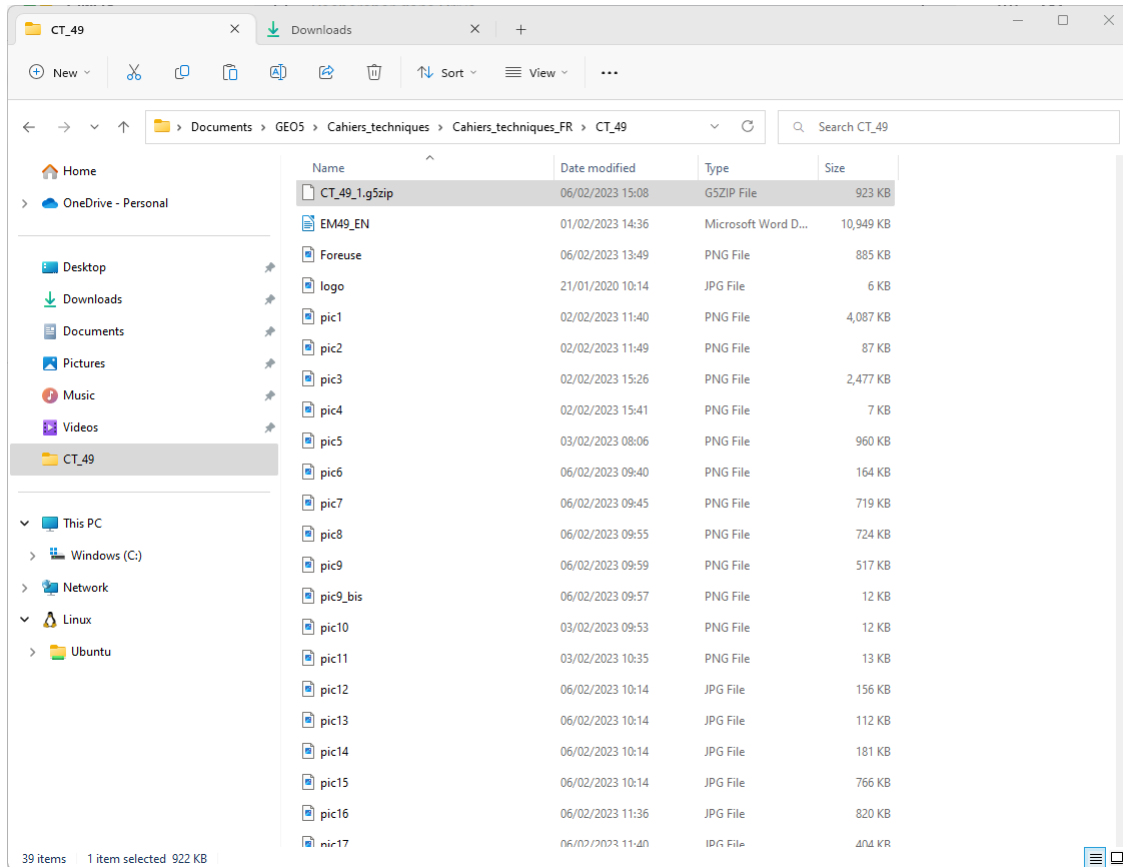 CT_49
Downloads
New
Sort
View
Documents > GEO5 > Cahiers_techniques > Cahiers_techniques_FR > CT_49
Search CT_49
Home
OneDrive - Personal
Desktop
Downloads
Documents
Pictures
Music
Videos
CT_49
This PC
Windows (C:)
Network
Linux
Ubuntu
Name Date modified Type Size
CT_49_1.g5zip 06/02/2023 15:08 G5ZIP File 923 KB
EM49_EN 01/02/2023 14:36 Microsoft Word D... 10,949 KB
Foreuse 06/02/2023 13:49 PNG File 885 KB
logo 21/01/2020 10:14 JPG File 6 KB
pic1 02/02/2023 11:40 PNG File 4,087 KB
pic2 02/02/2023 11:49 PNG File 87 KB
pic3 02/02/2023 15:26 PNG File 2,477 KB
pic4 02/02/2023 15:41 PNG File 7 KB
pic5 03/02/2023 08:06 PNG File 960 KB
pic6 06/02/2023 09:40 PNG File 164 KB
pic7 06/02/2023 09:45 PNG File 719 KB
pic8 06/02/2023 09:55 PNG File 724 KB
pic9 06/02/2023 09:59 PNG File 517 KB
pic9_bis 06/02/2023 09:57 PNG File 12 KB
pic10 03/02/2023 09:53 PNG File 12 KB
pic11 03/02/2023 10:35 PNG File 13 KB
pic12 06/02/2023 10:14 JPG File 156 KB
pic13 06/02/2023 10:14 JPG File 112 KB
pic14 06/02/2023 10:14 JPG File 181 KB
pic15 06/02/2023 10:14 JPG File 766 KB
pic16 06/02/2023 11:36 JPG File 820 KB
pic17 06/02/2023 11:40 JPG File 404 KB
39 items 1 item selected 922 KB